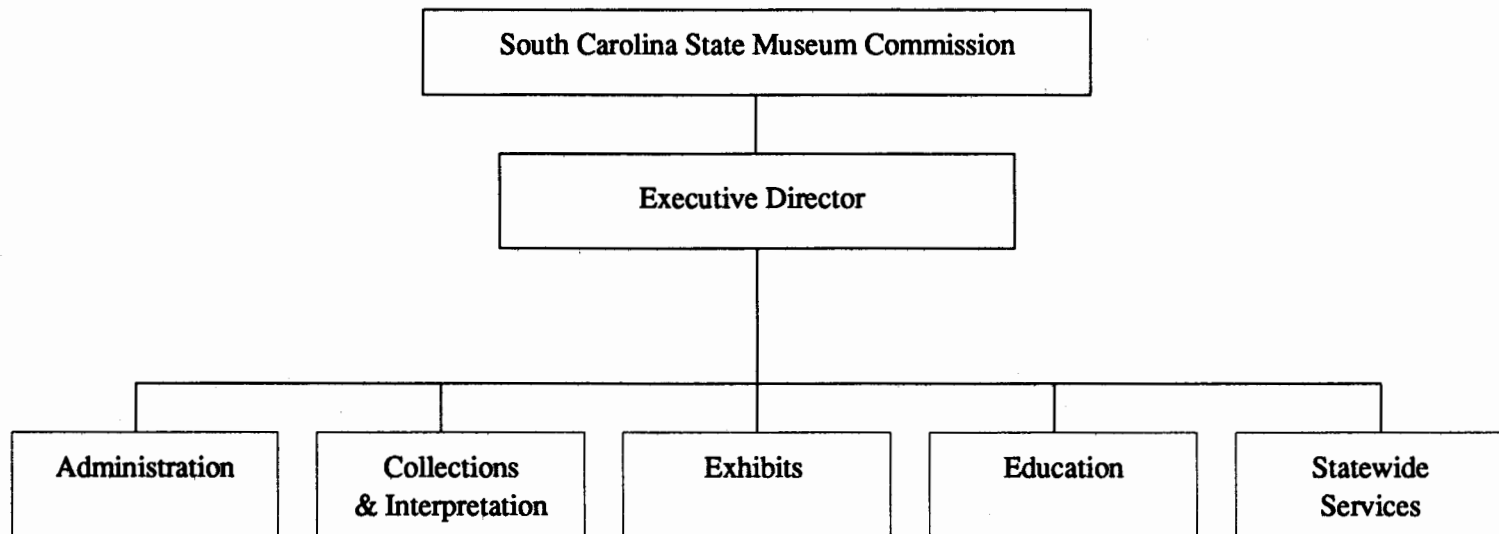 South Carolina State Museum Commission
Executive Director
Administration
Collections
& Interpretation
Exhibits
Education
Statewide
Services